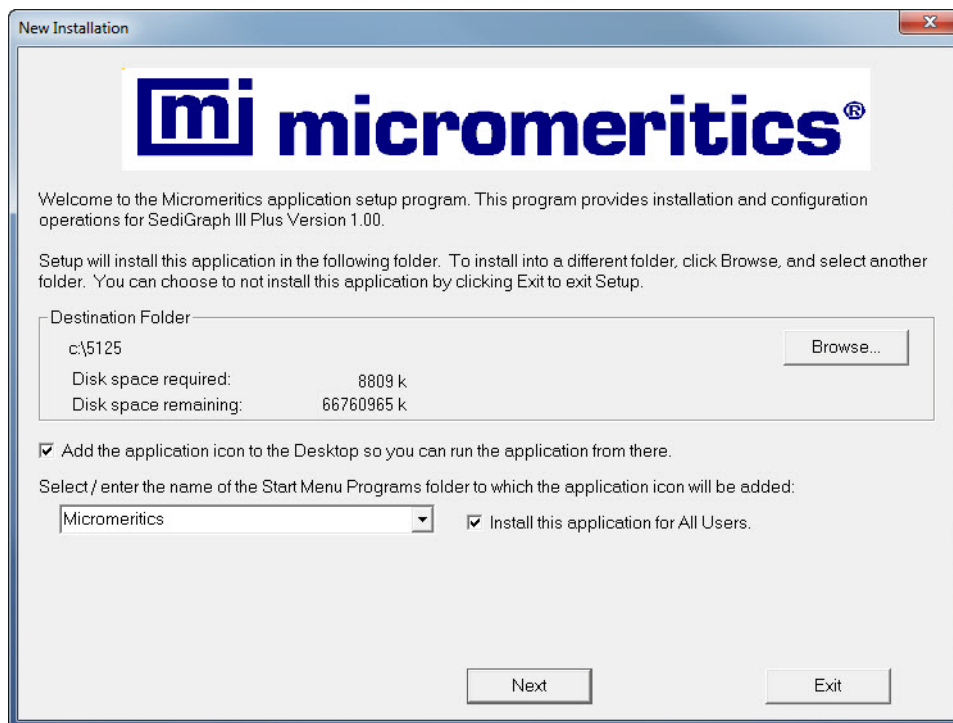 New Installation
mi micromeritics®
Welcome to the Micromeritics application setup program. This program provides installation and configuration
operations for SediGraph III Plus Version 1.00.
Setup will install this application in the following folder. To install into a different folder, click Browse, and select another
folder. You can choose to not install this application by clicking Exit to exit Setup.
Destination Folder
c:\5125
Browse...
Disk space required: 8809 k
Disk space remaining: 66760965 k
Add the application icon to the Desktop so you can run the application from there.
Select / enter the name of the Start Menu Programs folder to which the application icon will be added:
Micromeritics
Install this application for All Users.
Next
Exit